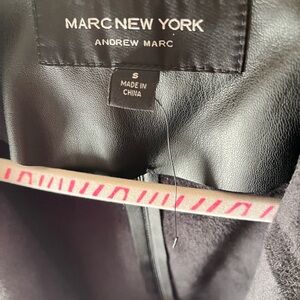 MARC NEW YORK
ANDREW MARC
S
MADE IN
CHINA